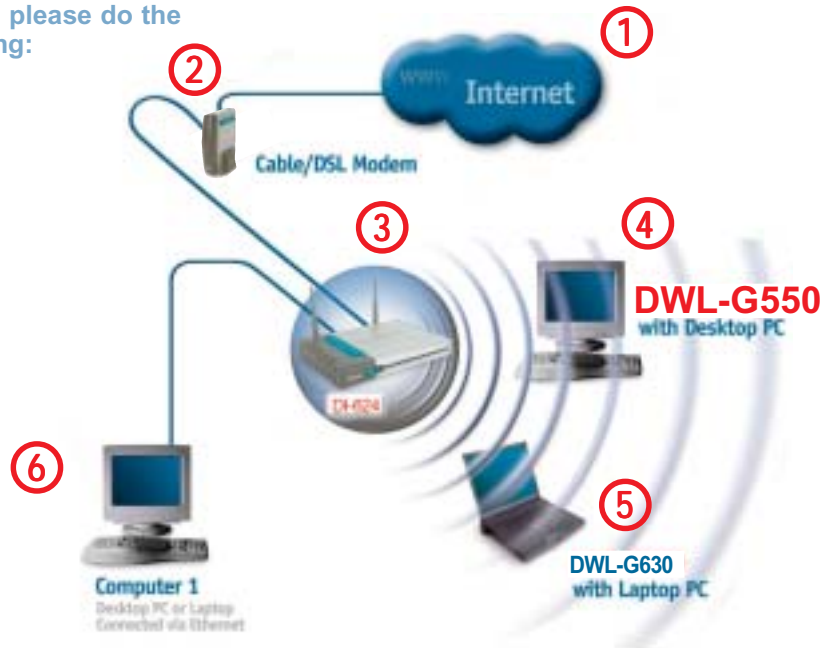 please do the
ng:
1
2
www.
Internet
Cable/DSL Modem
3
4
DWL-G550
with Desktop PC
DI-624
6
5
DWL-G630
with Laptop PC
Computer 1
Desktop PC or Laptop
Connected via Ethernet